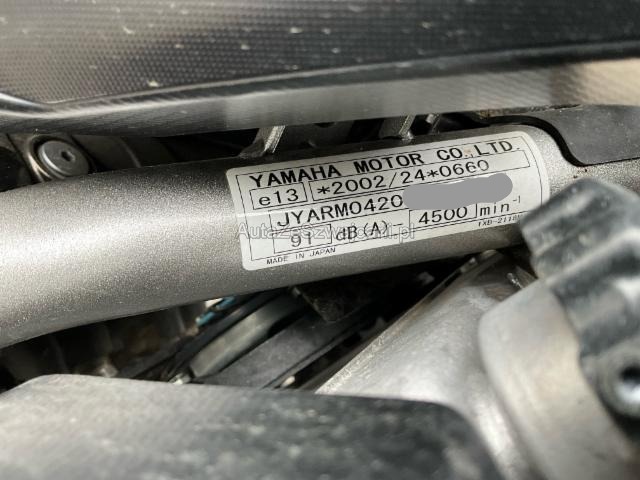 YAMAHA MOTOR CO.,LTD.
e13 *2002/24*0660
JYARM0420
91 dB(A) 4500 min-1
MADE IN JAPAN
AutazeSzwajcarii.pl